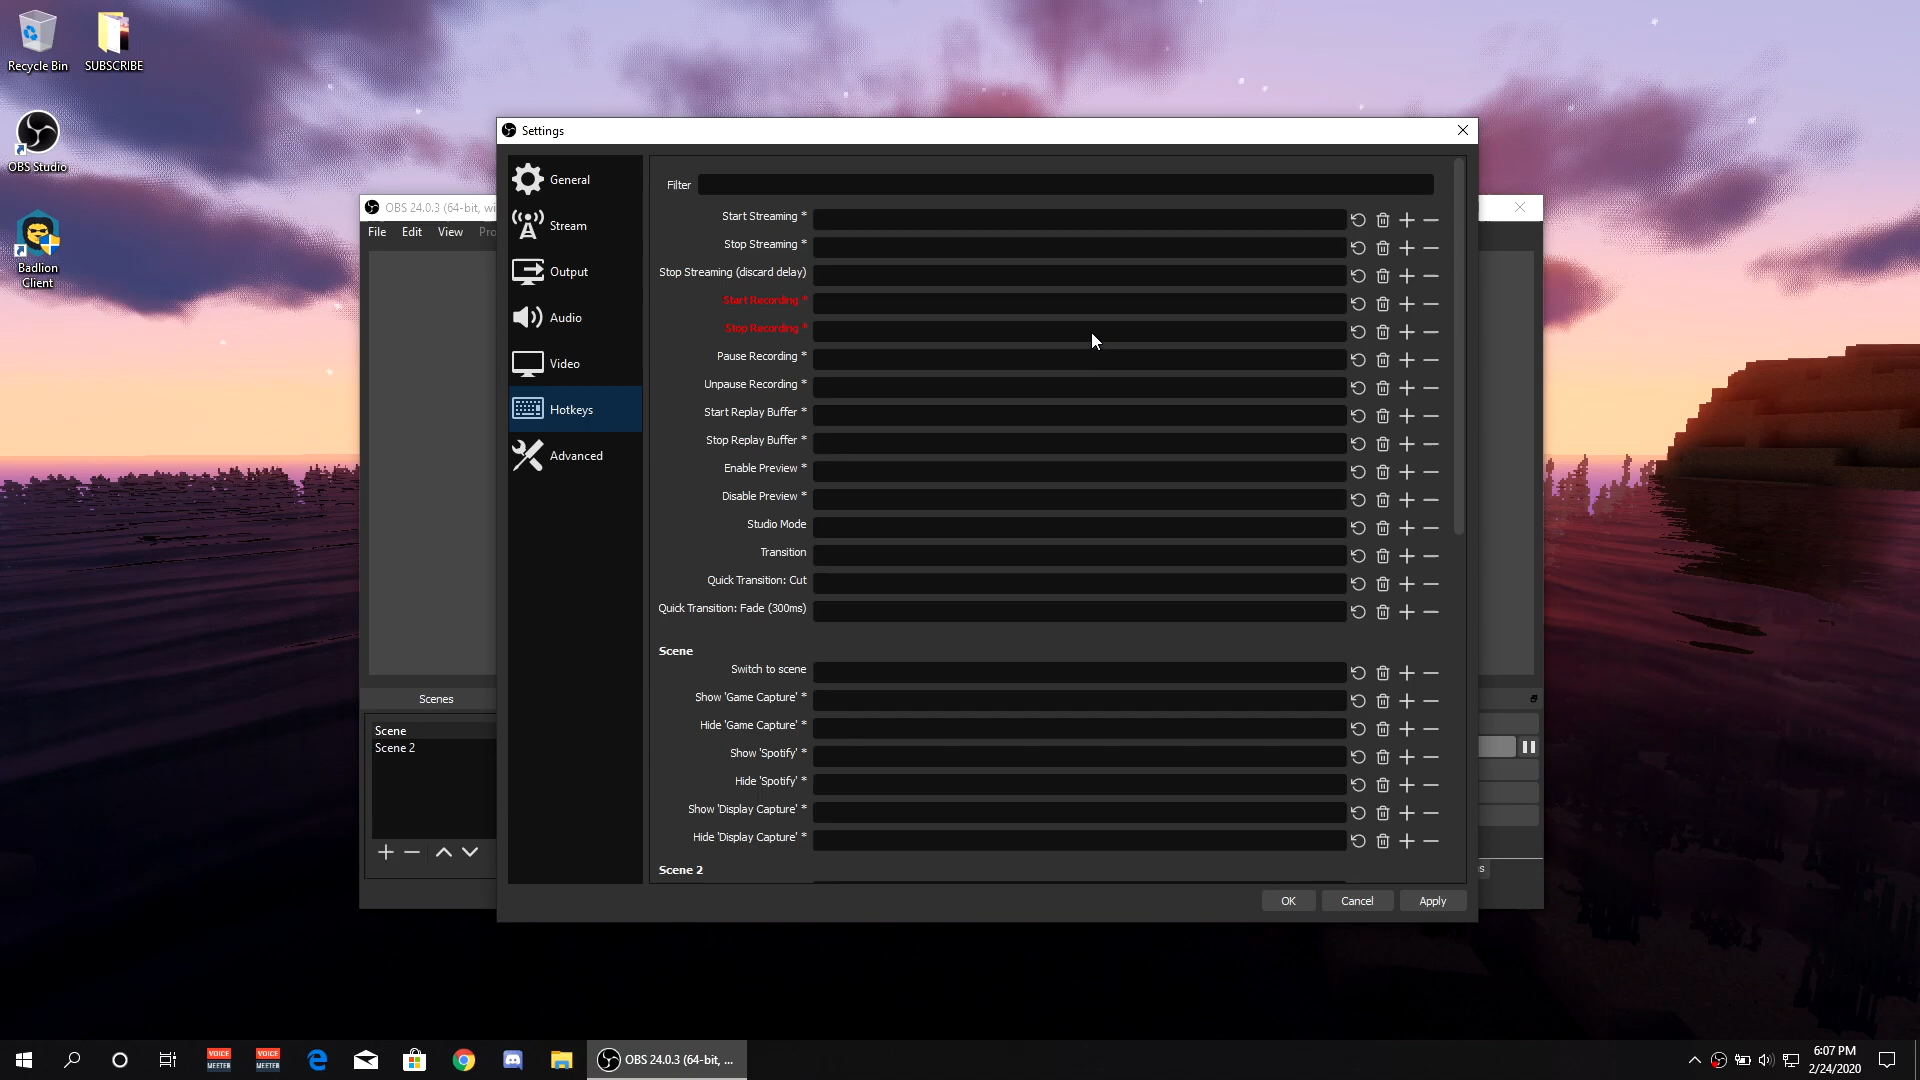 Recycle Bin
SUBSCRIBE
OBS Studio
Badlion
Client
Settings
OBS 24.0.3 (64-bit, wi
File Edit View Pro
General
Stream
Output
Audio
Video
Hotkeys
Advanced
Filter
Start Streaming *
Stop Streaming *
Stop Streaming (discard delay)
Start Recording *
Stop Recording *
Pause Recording *
Unpause Recording *
Start Replay Buffer *
Stop Replay Buffer *
Enable Preview *
Disable Preview *
Studio Mode
Transition
Quick Transition: Cut
Quick Transition: Fade (300ms)
Scene
Switch to scene
Show 'Game Capture' *
Hide 'Game Capture' *
Show 'Spotify' *
Hide 'Spotify' *
Show 'Display Capture' *
Hide 'Display Capture' *
Scene 2
OK Cancel Apply
Scenes
Scene
Scene 2
s
VOICE
MEETER
VOICE
MEETER
OBS 24.0.3 (64-bit, ...
6:07 PM
2/24/2020